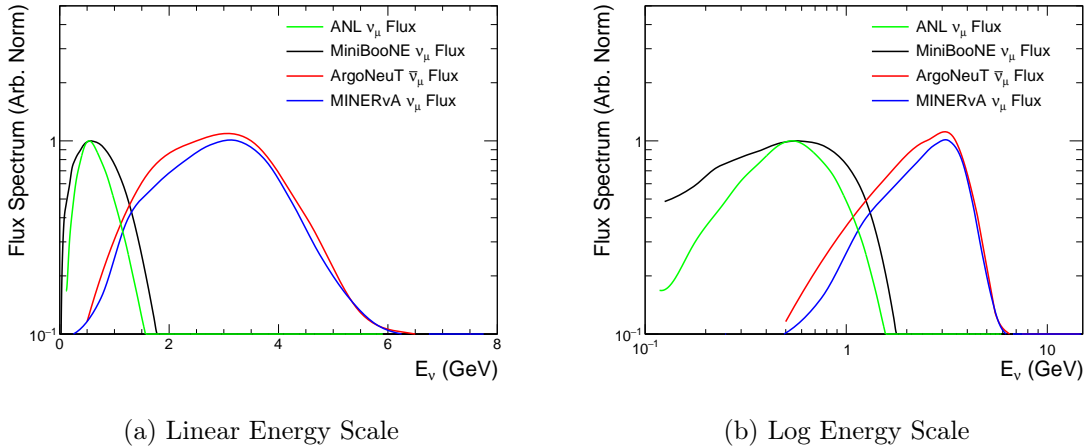 Flux Spectrum (Arb. Norm)
ANL ν_μ Flux
MiniBooNE ν_μ Flux
ArgoNeuT ν̅_μ Flux
MINERvA ν_μ Flux
1
10⁻¹
0 2 4 6 8
E_ν (GeV)
(a) Linear Energy Scale
Flux Spectrum (Arb. Norm)
ANL ν_μ Flux
MiniBooNE ν_μ Flux
ArgoNeuT ν̅_μ Flux
MINERvA ν_μ Flux
1
10⁻¹
10⁻¹ 1 10
E_ν (GeV)
(b) Log Energy Scale